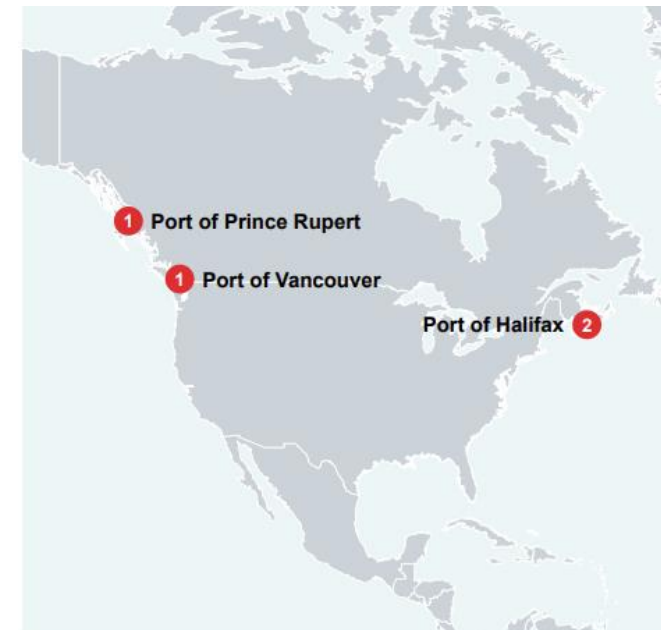 1 Port of Prince Rupert
1 Port of Vancouver
Port of Halifax 2